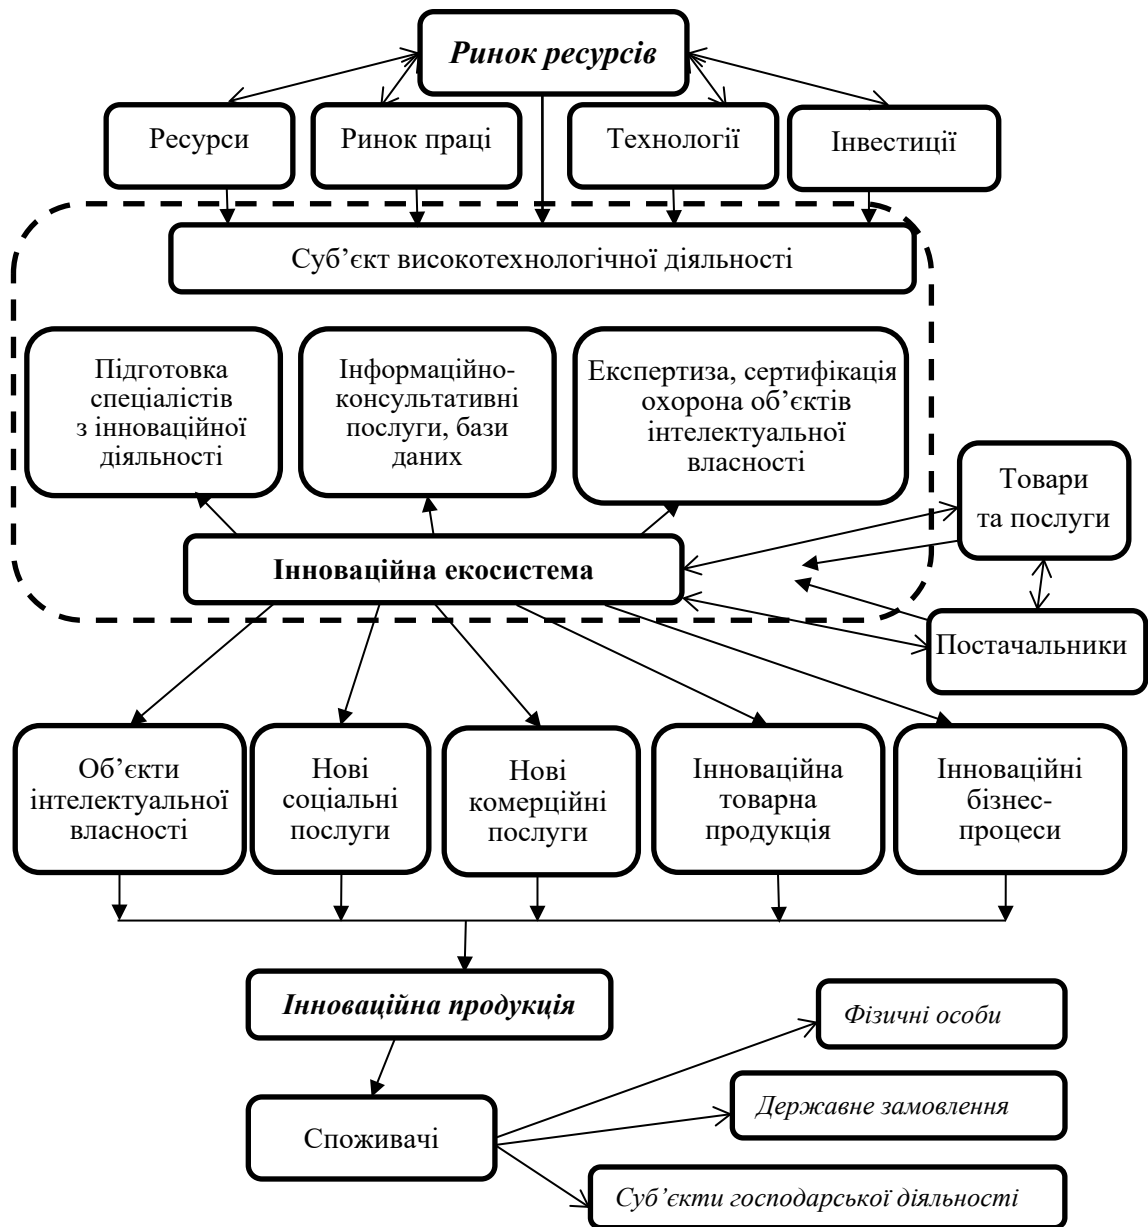 Ринок ресурсів
Ресурси
Ринок праці
Технології
Інвестиції
Суб’єкт високотехнологічної діяльності
Підготовка
спеціалістів
з інноваційної
діяльності
Інформаційно-
консультативні
послуги, бази
даних
Експертиза, сертифікація
охорона об’єктів
інтелектуальної
власності
Товари
та послуги
Інноваційна екосистема
Постачальники
Об’єкти
інтелектуальної
власності
Нові
соціальні
послуги
Нові
комерційні
послуги
Інноваційна
товарна
продукція
Інноваційні
бізнес-
процеси
Інноваційна продукція
Фізичні особи
Державне замовлення
Споживачі
Суб’єкти господарської діяльності